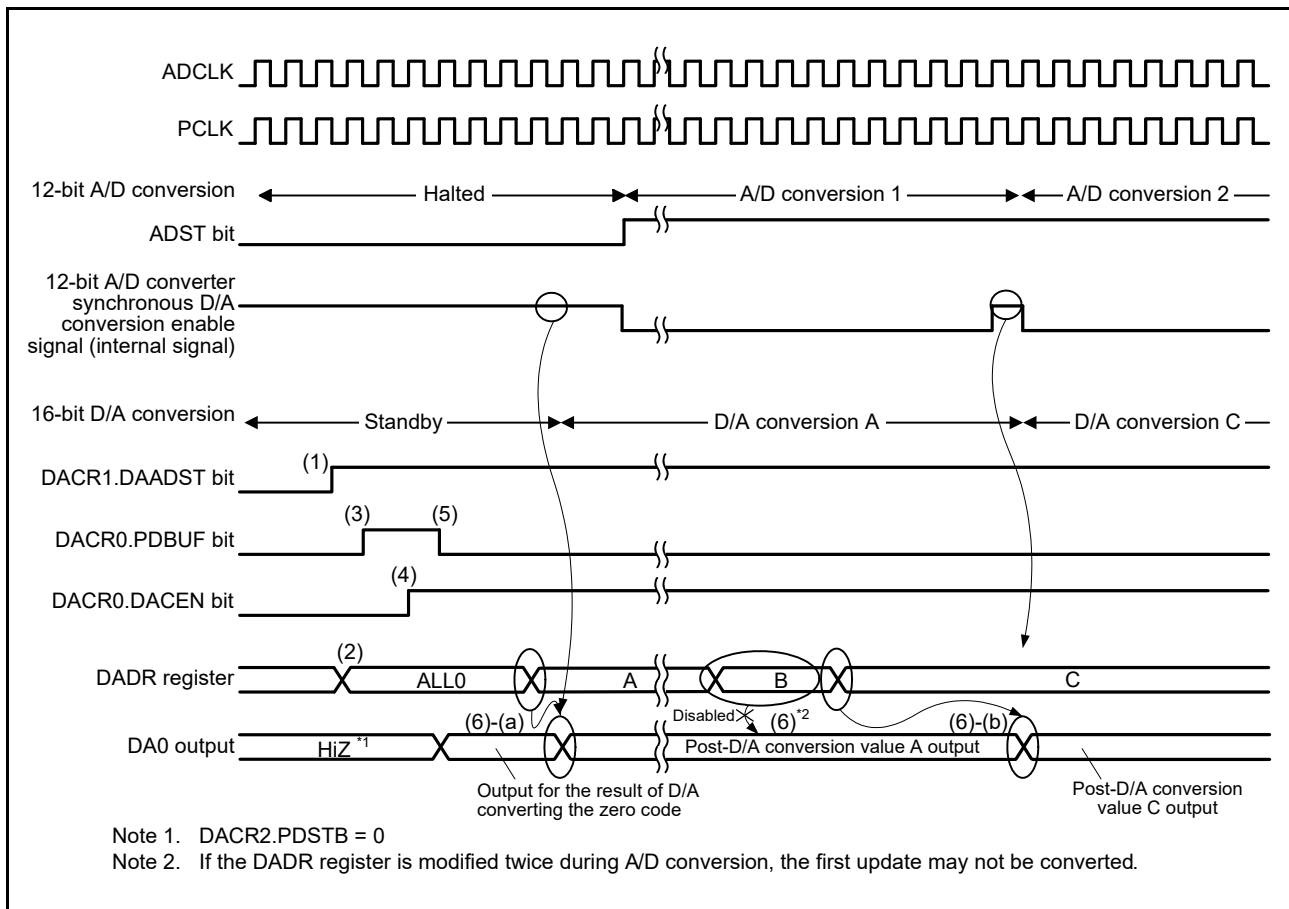 ADCLK
PCLK
12-bit A/D conversion
Halted
A/D conversion 1
A/D conversion 2
ADST bit
12-bit A/D converter
synchronous D/A
conversion enable
signal (internal signal)
16-bit D/A conversion
Standby
D/A conversion A
D/A conversion C
(1)
DACR1.DAADST bit
(3)
(5)
DACR0.PDBUF bit
(4)
DACR0.DACEN bit
(2)
DADR register
ALL0
A
B
C
(6)-(a)
Disabled
(6)*2
(6)-(b)
DA0 output
HiZ *1
Post-D/A conversion value A output
Output for the result of D/A
converting the zero code
Post-D/A conversion
value C output
Note 1. DACR2.PDSTB = 0
Note 2. If the DADR register is modified twice during A/D conversion, the first update may not be converted.